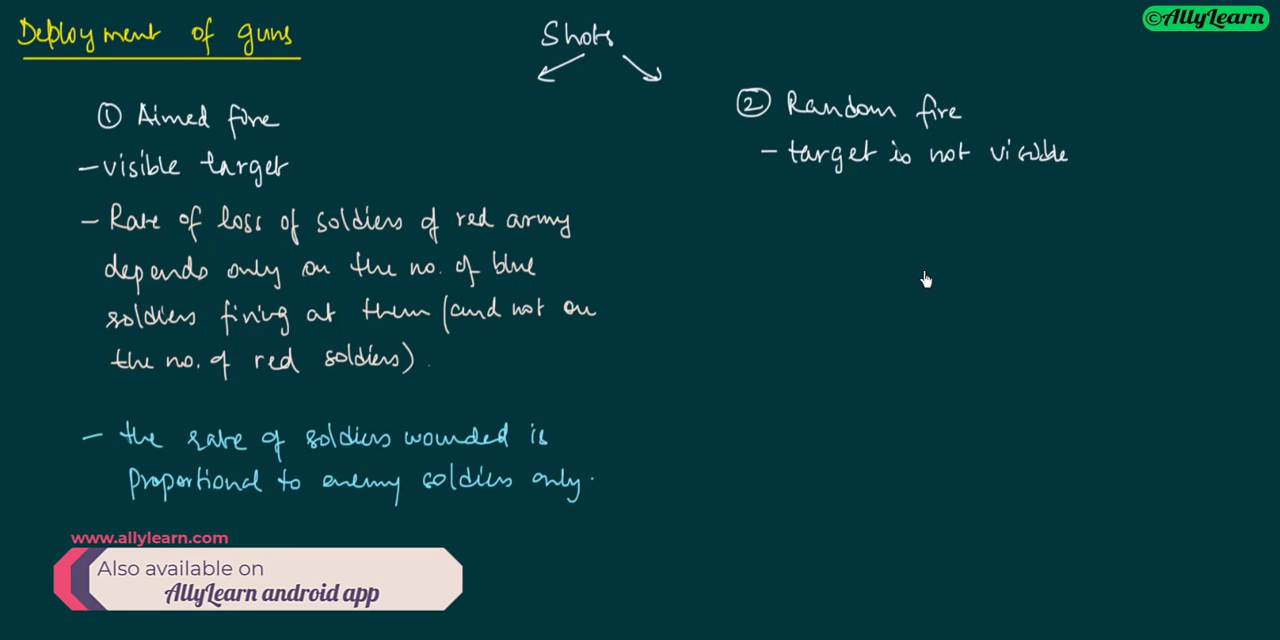 Deployment of guns
Shots
©AllyLearn
① Aimed fire
- visible target
- Rate of loss of soldiers of red army
depends only on the no. of blue
soldiers firing at them (and not on
the no. of red soldiers).
- the rate of soldiers wounded is
proportional to enemy soldiers only.
② Random fire
- target is not visible
www.allylearn.com
Also available on
AllyLearn android app